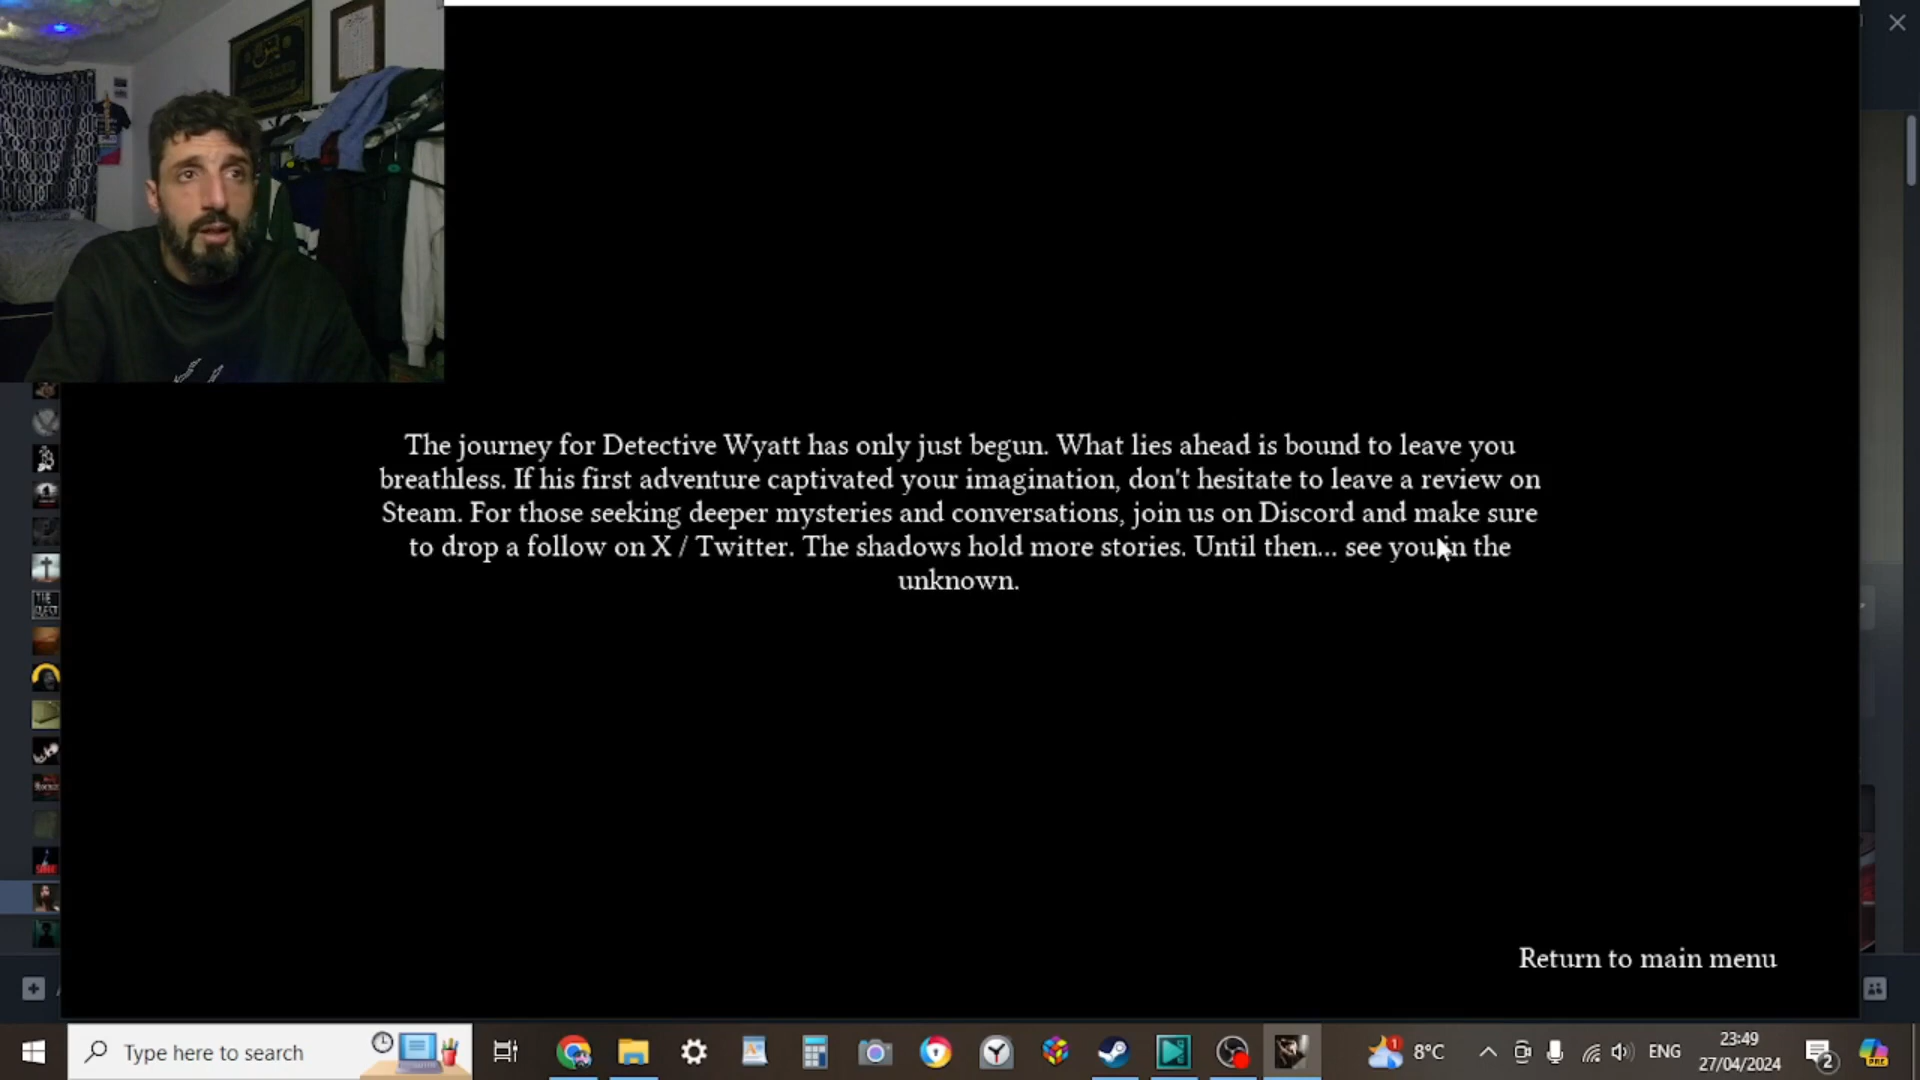 The journey for Detective Wyatt has only just begun. What lies ahead is bound to leave you
breathless. If his first adventure captivated your imagination, don't hesitate to leave a review on
Steam. For those seeking deeper mysteries and conversations, join us on Discord and make sure
to drop a follow on X / Twitter. The shadows hold more stories. Until then... see you in the
unknown.
Return to main menu
Type here to search
8°C
ENG
23:49
27/04/2024
2